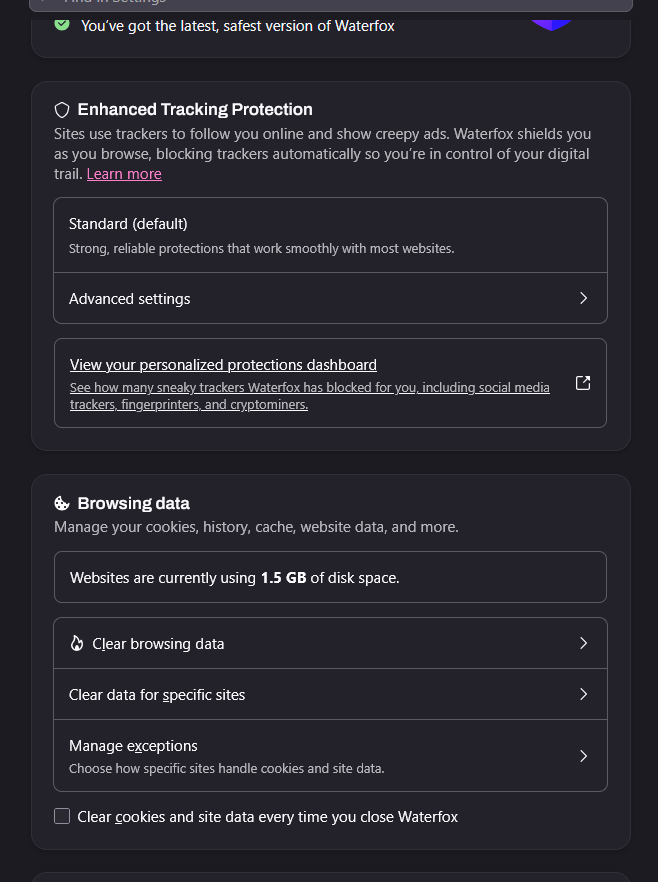 Find in Settings
You've got the latest, safest version of Waterfox
Enhanced Tracking Protection
Sites use trackers to follow you online and show creepy ads. Waterfox shields you
as you browse, blocking trackers automatically so you're in control of your digital
trail. Learn more
Standard (default)
Strong, reliable protections that work smoothly with most websites.
Advanced settings
View your personalized protections dashboard
See how many sneaky trackers Waterfox has blocked for you, including social media
trackers, fingerprinters, and cryptominers.
Browsing data
Manage your cookies, history, cache, website data, and more.
Websites are currently using 1.5 GB of disk space.
Clear browsing data
Clear data for specific sites
Manage exceptions
Choose how specific sites handle cookies and site data.
Clear cookies and site data every time you close Waterfox